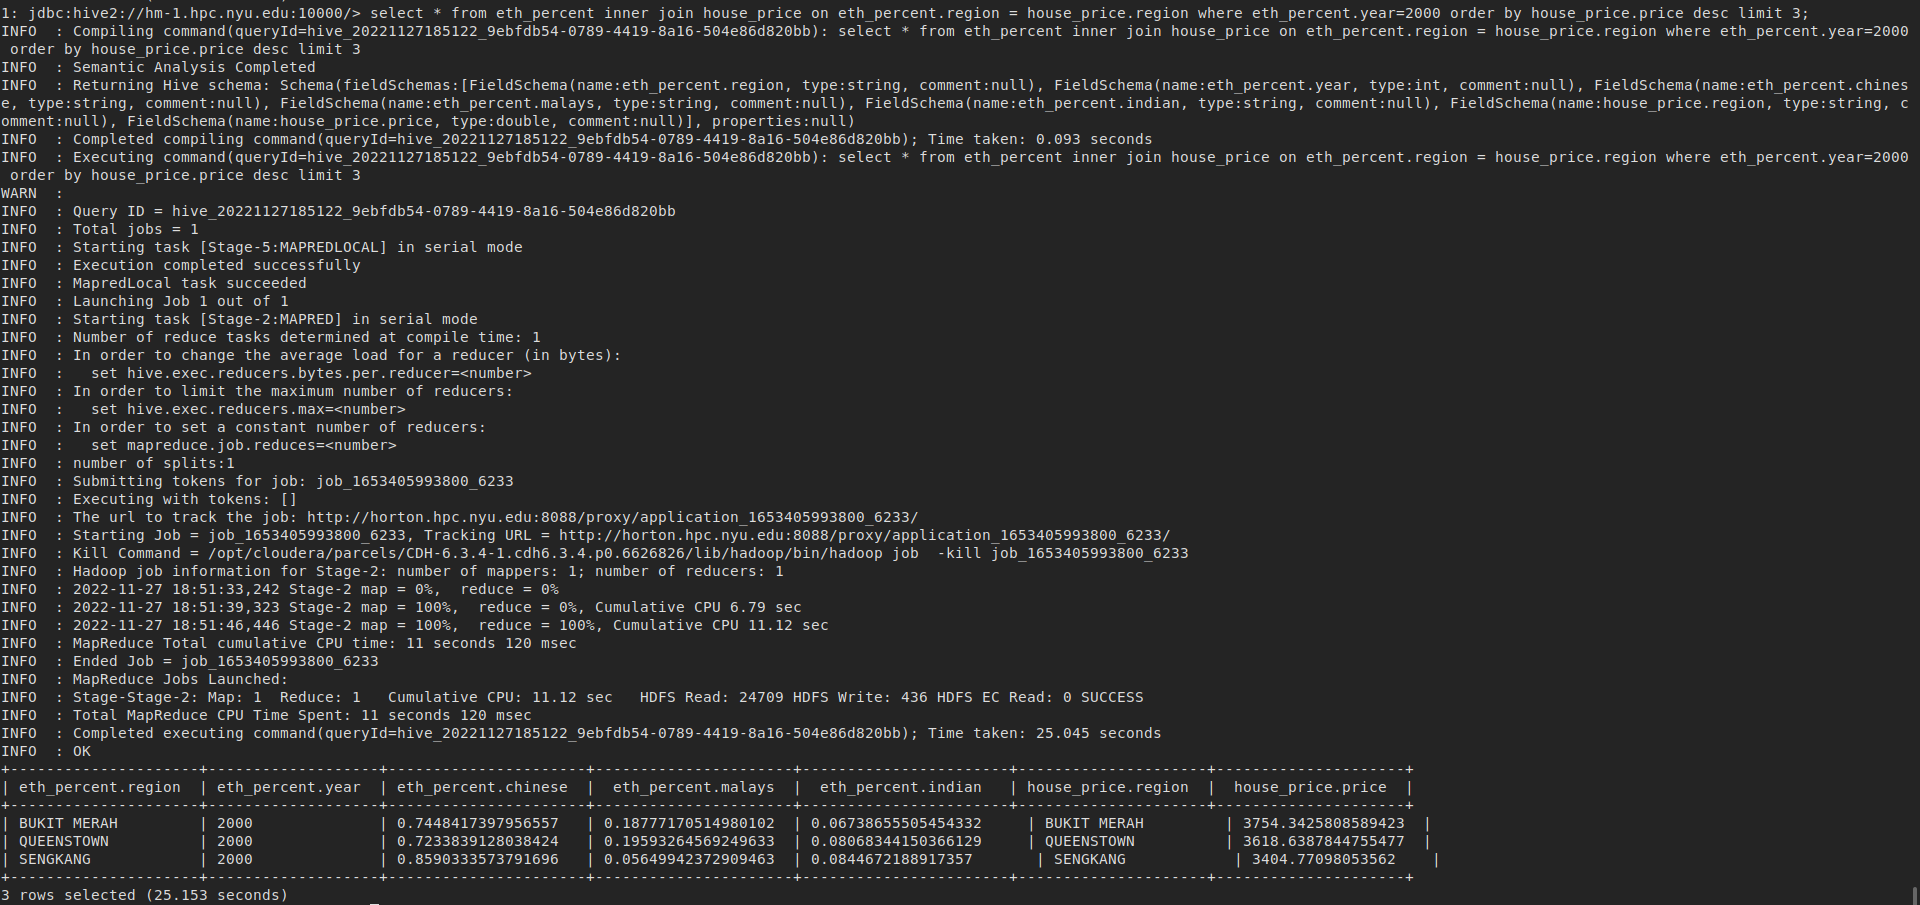 1: jdbc:hive2://hm-1.hpc.nyu.edu:10000/> select * from eth_percent inner join house_price on eth_percent.region = house_price.region where eth_percent.year=2000 order by house_price.price desc limit 3;
INFO  : Compiling command(queryId=hive_20221127185122_9ebfdb54-0789-4419-8a16-504e86d820bb): select * from eth_percent inner join house_price on eth_percent.region = house_price.region where eth_percent.year=2000
 order by house_price.price desc limit 3
INFO  : Semantic Analysis Completed
INFO  : Returning Hive schema: Schema(fieldSchemas:[FieldSchema(name:eth_percent.region, type:string, comment:null), FieldSchema(name:eth_percent.year, type:int, comment:null), FieldSchema(name:eth_percent.chines
e, type:string, comment:null), FieldSchema(name:eth_percent.malays, type:string, comment:null), FieldSchema(name:eth_percent.indian, type:string, comment:null), FieldSchema(name:house_price.region, type:string, c
omment:null), FieldSchema(name:house_price.price, type:double, comment:null)], properties:null)
INFO  : Completed compiling command(queryId=hive_20221127185122_9ebfdb54-0789-4419-8a16-504e86d820bb); Time taken: 0.093 seconds
INFO  : Executing command(queryId=hive_20221127185122_9ebfdb54-0789-4419-8a16-504e86d820bb): select * from eth_percent inner join house_price on eth_percent.region = house_price.region where eth_percent.year=2000
 order by house_price.price desc limit 3
WARN  :
INFO  : Query ID = hive_20221127185122_9ebfdb54-0789-4419-8a16-504e86d820bb
INFO  : Total jobs = 1
INFO  : Starting task [Stage-5:MAPREDLOCAL] in serial mode
INFO  : Execution completed successfully
INFO  : MapredLocal task succeeded
INFO  : Launching Job 1 out of 1
INFO  : Starting task [Stage-2:MAPRED] in serial mode
INFO  : Number of reduce tasks determined at compile time: 1
INFO  : In order to change the average load for a reducer (in bytes):
INFO  :   set hive.exec.reducers.bytes.per.reducer=<number>
INFO  : In order to limit the maximum number of reducers:
INFO  :   set hive.exec.reducers.max=<number>
INFO  : In order to set a constant number of reducers:
INFO  :   set mapreduce.job.reduces=<number>
INFO  : number of splits:1
INFO  : Submitting tokens for job: job_1653405993800_6233
INFO  : Executing with tokens: []
INFO  : The url to track the job: http://horton.hpc.nyu.edu:8088/proxy/application_1653405993800_6233/
INFO  : Starting Job = job_1653405993800_6233, Tracking URL = http://horton.hpc.nyu.edu:8088/proxy/application_1653405993800_6233/
INFO  : Kill Command = /opt/cloudera/parcels/CDH-6.3.4-1.cdh6.3.4.p0.6626826/lib/hadoop/bin/hadoop job  -kill job_1653405993800_6233
INFO  : Hadoop job information for Stage-2: number of mappers: 1; number of reducers: 1
INFO  : 2022-11-27 18:51:33,242 Stage-2 map = 0%,  reduce = 0%
INFO  : 2022-11-27 18:51:39,323 Stage-2 map = 100%,  reduce = 0%, Cumulative CPU 6.79 sec
INFO  : 2022-11-27 18:51:46,446 Stage-2 map = 100%,  reduce = 100%, Cumulative CPU 11.12 sec
INFO  : MapReduce Total cumulative CPU time: 11 seconds 120 msec
INFO  : Ended Job = job_1653405993800_6233
INFO  : MapReduce Jobs Launched:
INFO  : Stage-Stage-2: Map: 1  Reduce: 1   Cumulative CPU: 11.12 sec   HDFS Read: 24709 HDFS Write: 436 HDFS EC Read: 0 SUCCESS
INFO  : Total MapReduce CPU Time Spent: 11 seconds 120 msec
INFO  : Completed executing command(queryId=hive_20221127185122_9ebfdb54-0789-4419-8a16-504e86d820bb); Time taken: 25.045 seconds
INFO  : OK
+---------------------+-------------------+----------------------+----------------------+-----------------------+---------------------+---------------------+
| eth_percent.region  | eth_percent.year  | eth_percent.chinese  |  eth_percent.malays  |  eth_percent.indian   | house_price.region  |  house_price.price  |
+---------------------+-------------------+----------------------+----------------------+-----------------------+---------------------+---------------------+
| BUKIT MERAH         | 2000              | 0.7448417397956557   | 0.18777170514980102  | 0.06738655505454332     | BUKIT MERAH         | 3754.3425808589423  |
| QUEENSTOWN          | 2000              | 0.7233839128038424   | 0.19593264569249633  | 0.08068344150366129     | QUEENSTOWN          | 3618.6387844755477  |
| SENGKANG            | 2000              | 0.8590333573791696   | 0.05649942372909463  | 0.0844672188917357       | SENGKANG            | 3404.77098053562    |
+---------------------+-------------------+----------------------+----------------------+-----------------------+---------------------+---------------------+
3 rows selected (25.153 seconds)